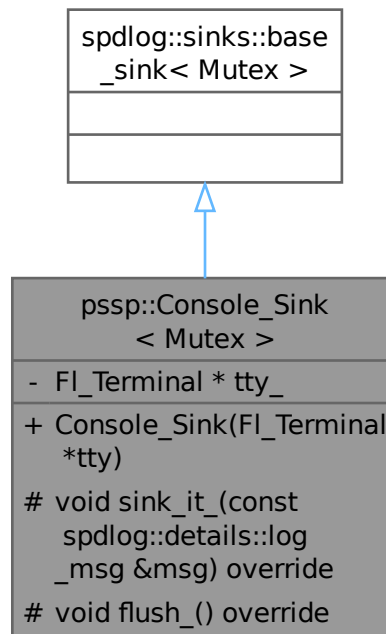 spdlog::sinks::base
_sink< Mutex >
pssp::Console_Sink
< Mutex >
- Fl_Terminal * tty_
+ Console_Sink(Fl_Terminal
*tty)
# void sink_it_(const
spdlog::details::log
_msg &msg) override
# void flush_() override